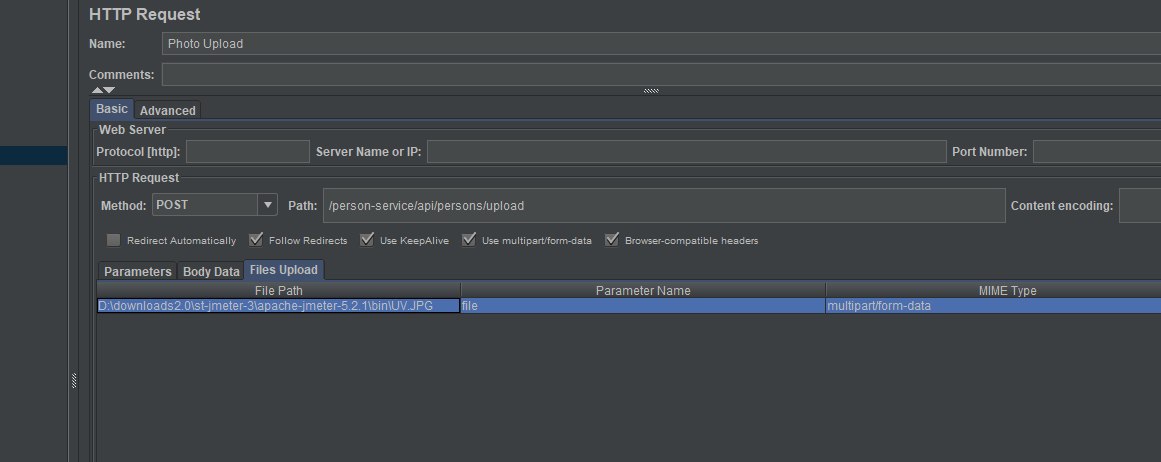 HTTP Request
Name: Photo Upload
Comments:
Basic Advanced
Web Server
Protocol [http]: Server Name or IP: Port Number:
HTTP Request
Method: POST Path: /person-service/api/persons/upload Content encoding:
Redirect Automatically Follow Redirects Use KeepAlive Use multipart/form-data Browser-compatible headers
Parameters Body Data Files Upload
File Path Parameter Name MIME Type
D:\downloads2.0\st-jmeter-3\apache-jmeter-5.2.1\bin\UV.JPG file multipart/form-data